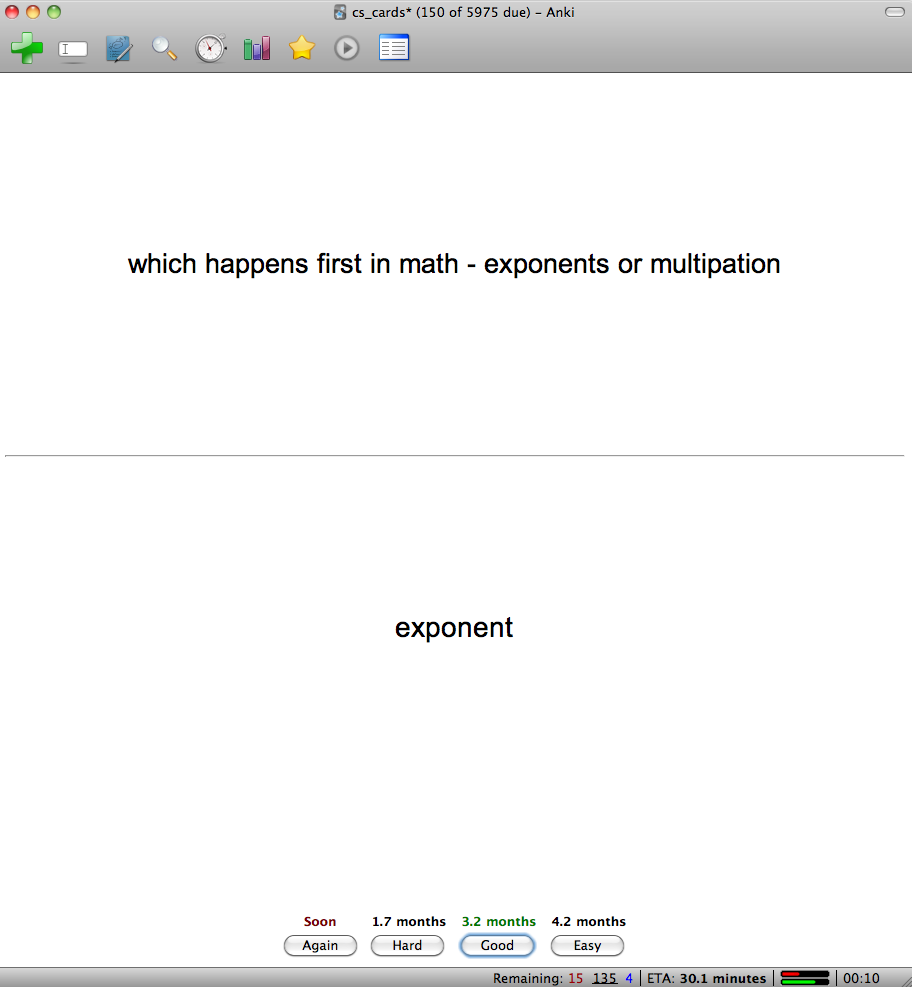 cs_cards* (150 of 5975 due) – Anki
which happens first in math - exponents or multipation
exponent
Soon 1.7 months 3.2 months 4.2 months
Again Hard Good Easy
Remaining: 15 135 4 ETA: 30.1 minutes 00:10